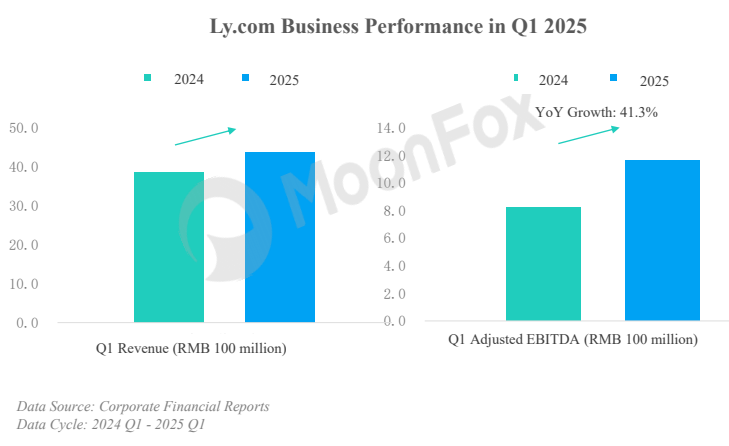 Ly.com Business Performance in Q1 2025
2024
2025
50.0
40.0
30.0
20.0
10.0
0.0
Q1 Revenue (RMB 100 million)
2024
2025
YoY Growth: 41.3%
14.0
12.0
10.0
8.0
6.0
4.0
2.0
0.0
Q1 Adjusted EBITDA (RMB 100 million)
MoonFox
Data Source: Corporate Financial Reports
Data Cycle: 2024 Q1 - 2025 Q1